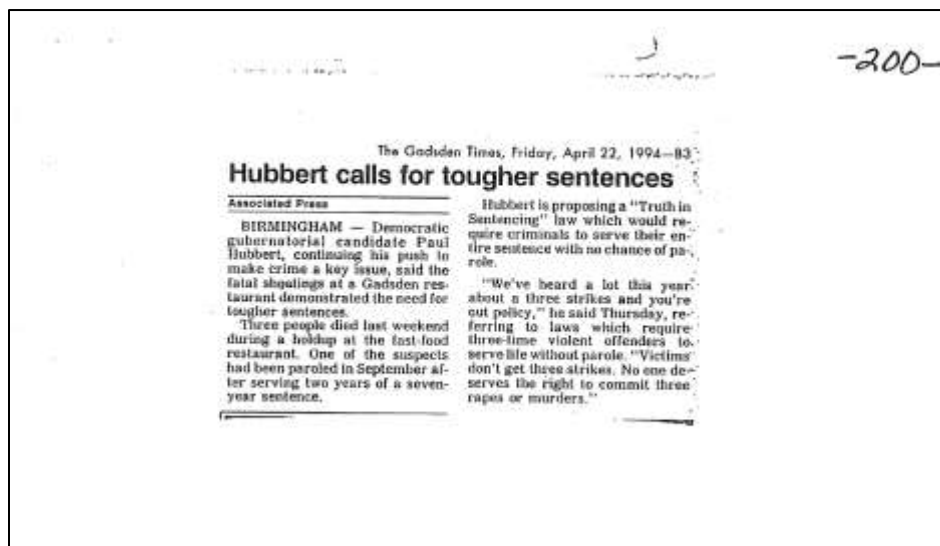 -200-
The Gadsden Times, Friday, April 22, 1994—B3
Hubbert calls for tougher sentences
Associated Press
BIRMINGHAM — Democratic
gubernatorial candidate Paul
Hubbert, continuing his push to
make crime a key issue, said the
fatal shootings at a Gadsden res-
taurant demonstrated the need for
tougher sentences.
Three people died last weekend
during a holdup at the fast-food
restaurant. One of the suspects
had been paroled in September af-
ter serving two years of a seven-
year sentence.
Hubbert is proposing a "Truth in
Sentencing" law which would re-
quire criminals to serve their en-
tire sentence with no chance of pa-
role.
"We've heard a lot this year
about a three strikes and you're
out policy," he said Thursday, re-
ferring to laws which require
three-time violent offenders to
serve life without parole. "Victims
don't get three strikes. No one de-
serves the right to commit three
rapes or murders."